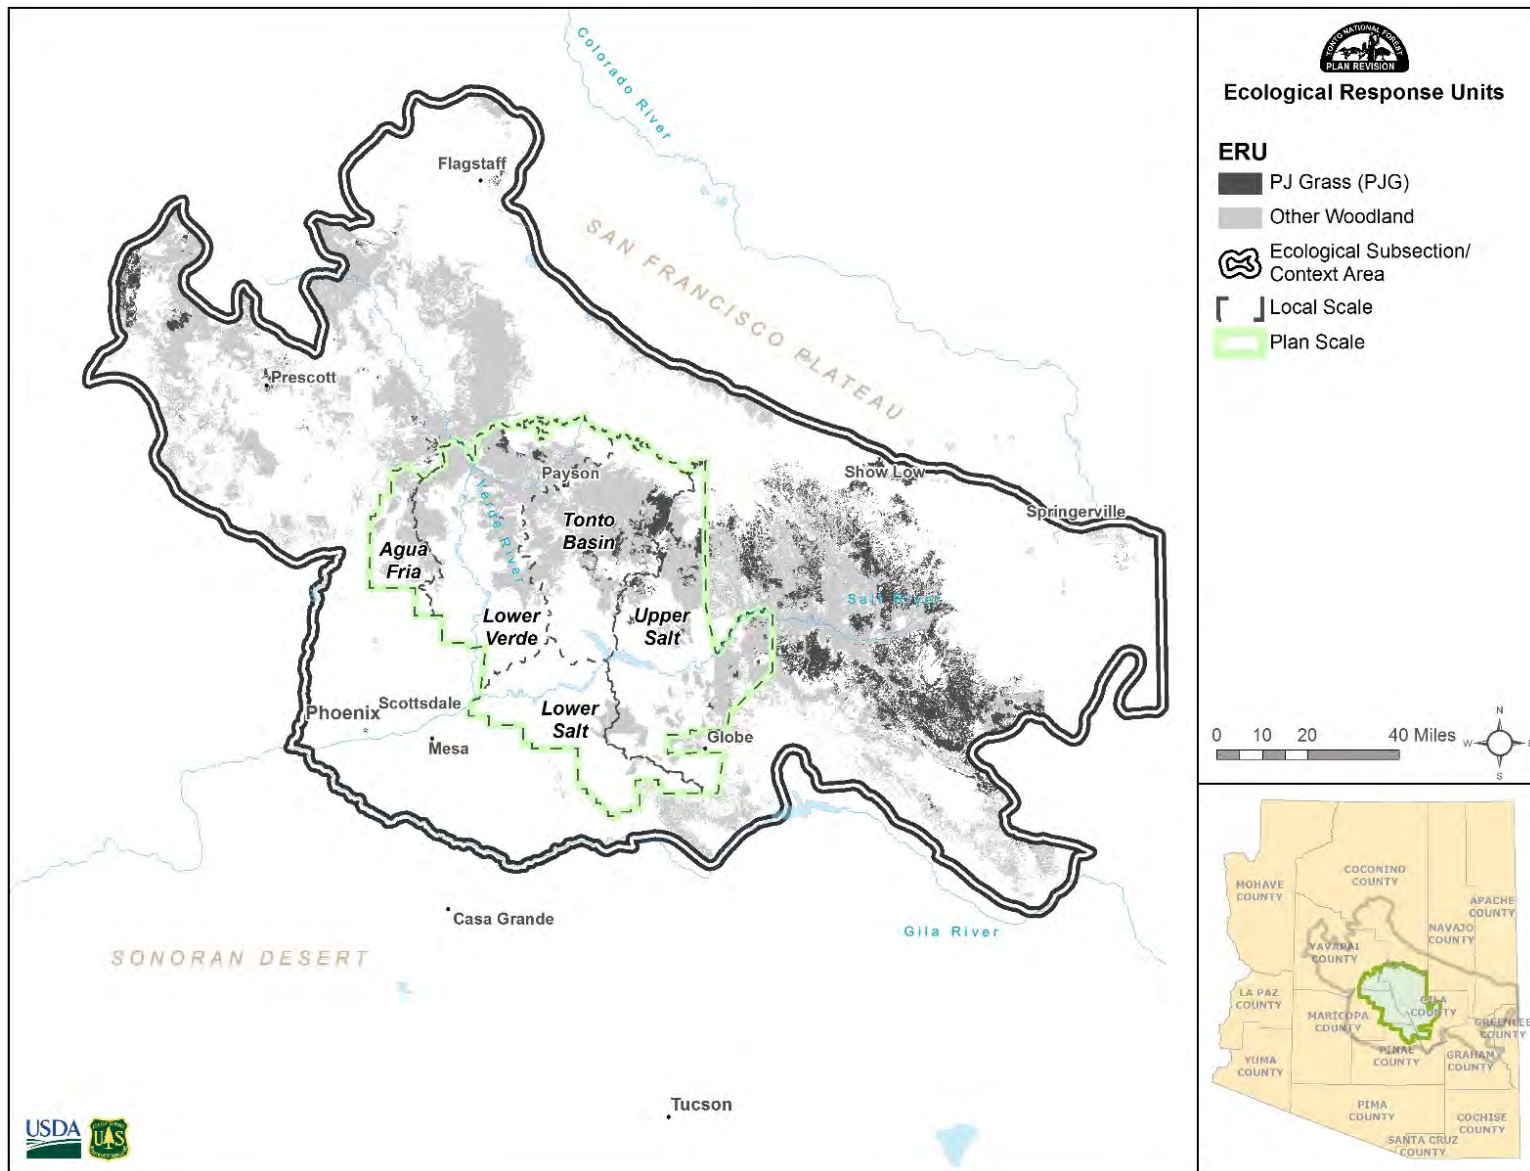 Colorado River
Flagstaff
SAN FRANCISCO PLATEAU
Prescott
Payson
Show Low
Springerville
Verde River
Tonto
Basin
Agua
Fria
Salt River
Lower
Verde
Upper
Salt
Scottsdale
Phoenix
Lower
Salt
Mesa
Globe
Casa Grande
Gila River
SONORAN DESERT
Tucson
USDA
UAS
TONTO NATIONAL FOREST
PLAN REVISION
Ecological Response Units
ERU
PJ Grass (PJG)
Other Woodland
Ecological Subsection/
Context Area
Local Scale
Plan Scale
0 10 20 40 Miles
N
W E
S
COCONINO
COUNTY
MOHAVE
COUNTY
APACHE
COUNTY
NAVAJO
COUNTY
YAVAPAI
COUNTY
LA PAZ
COUNTY
GILA
COUNTY
MARICOPA
COUNTY
GREENLEE
COUNTY
PINAL
COUNTY
GRAHAM
COUNTY
YUMA
COUNTY
PIMA
COUNTY
COCHISE
COUNTY
SANTA CRUZ
COUNTY